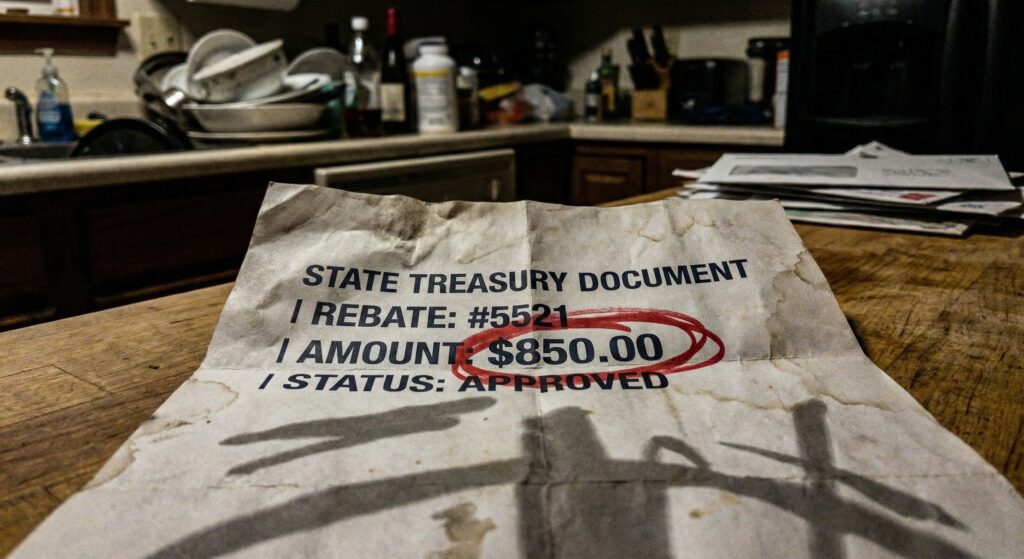 STATE TREASURY DOCUMENT
| REBATE: #5521
| AMOUNT: $850.00
| STATUS: APPROVED